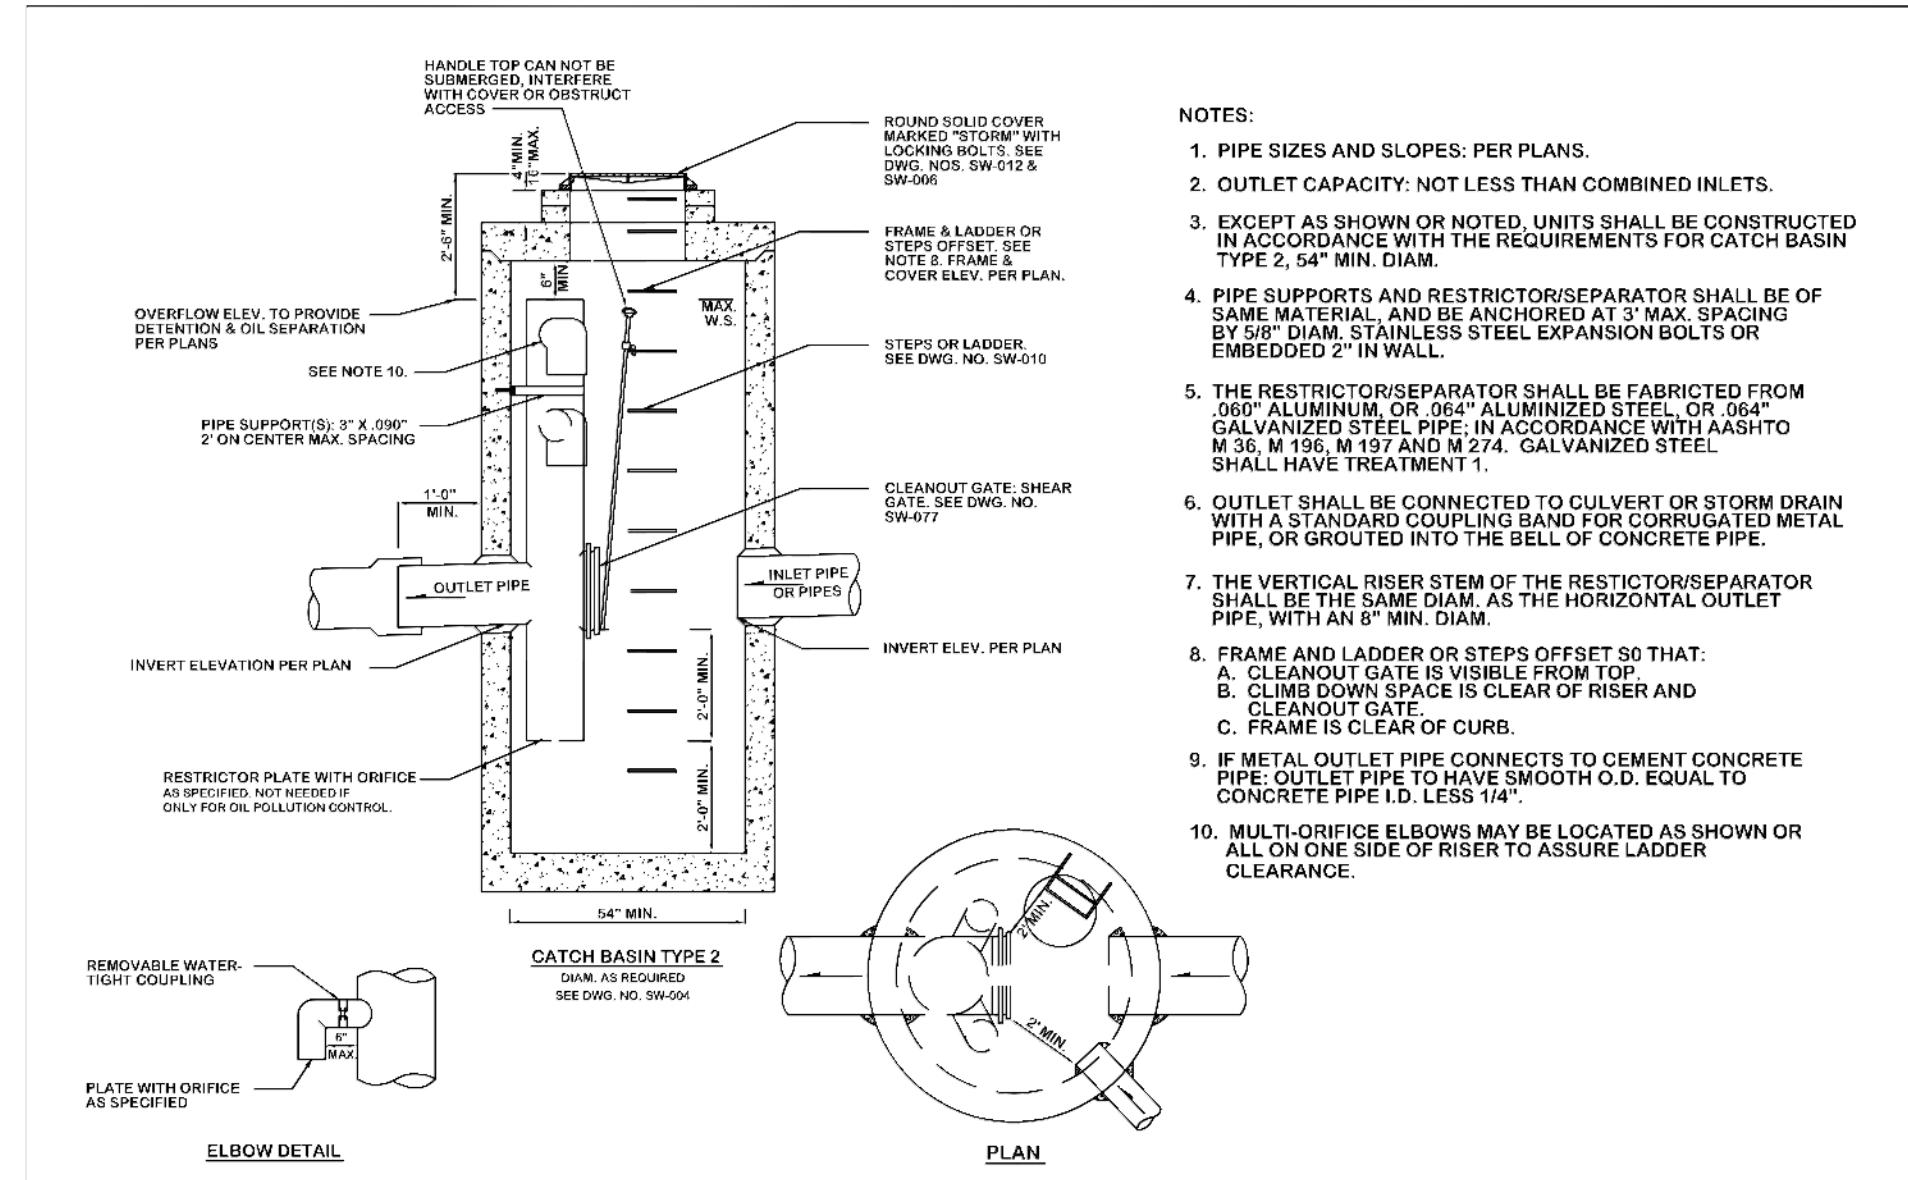 HANDLE TOP CAN NOT BE
SUBMERGED, INTERFERE
WITH COVER OR OBSTRUCT
ACCESS
4"MIN.
16"MAX.
2'-6" MIN.
6"
MIN
ROUND SOLID COVER
MARKED "STORM" WITH
LOCKING BOLTS. SEE
DWG. NOS. SW-012 &
SW-006
FRAME & LADDER OR
STEPS OFFSET. SEE
NOTE 8. FRAME &
COVER ELEV. PER PLAN.
MAX.
W.S.
OVERFLOW ELEV. TO PROVIDE
DETENTION & OIL SEPARATION
PER PLANS
SEE NOTE 10.
STEPS OR LADDER.
SEE DWG. NO. SW-010
PIPE SUPPORT(S): 3" X .090"
2' ON CENTER MAX. SPACING
1'-0"
MIN.
CLEANOUT GATE: SHEAR
GATE. SEE DWG. NO.
SW-077
OUTLET PIPE
INLET PIPE
OR PIPES
INVERT ELEVATION PER PLAN
INVERT ELEV. PER PLAN
2'-0" MIN.
2'-0" MIN.
RESTRICTOR PLATE WITH ORIFICE
AS SPECIFIED. NOT NEEDED IF
ONLY FOR OIL POLLUTION CONTROL.
54" MIN.
CATCH BASIN TYPE 2
DIAM. AS REQUIRED
SEE DWG. NO. SW-004
REMOVABLE WATER-
TIGHT COUPLING
6"
MAX.
PLATE WITH ORIFICE
AS SPECIFIED
ELBOW DETAIL
2' MIN.
2' MIN.
PLAN
NOTES:
1. PIPE SIZES AND SLOPES: PER PLANS.
2. OUTLET CAPACITY: NOT LESS THAN COMBINED INLETS.
3. EXCEPT AS SHOWN OR NOTED, UNITS SHALL BE CONSTRUCTED
IN ACCORDANCE WITH THE REQUIREMENTS FOR CATCH BASIN
TYPE 2, 54" MIN. DIAM.
4. PIPE SUPPORTS AND RESTRICTOR/SEPARATOR SHALL BE OF
SAME MATERIAL, AND BE ANCHORED AT 3' MAX. SPACING
BY 5/8" DIAM. STAINLESS STEEL EXPANSION BOLTS OR
EMBEDDED 2" IN WALL.
5. THE RESTRICTOR/SEPARATOR SHALL BE FABRICTED FROM
.060" ALUMINUM, OR .064" ALUMINIZED STEEL, OR .064"
GALVANIZED STEEL PIPE; IN ACCORDANCE WITH AASHTO
M 36, M 196, M 197 AND M 274. GALVANIZED STEEL
SHALL HAVE TREATMENT 1.
6. OUTLET SHALL BE CONNECTED TO CULVERT OR STORM DRAIN
WITH A STANDARD COUPLING BAND FOR CORRUGATED METAL
PIPE, OR GROUTED INTO THE BELL OF CONCRETE PIPE.
7. THE VERTICAL RISER STEM OF THE RESTICTOR/SEPARATOR
SHALL BE THE SAME DIAM. AS THE HORIZONTAL OUTLET
PIPE, WITH AN 8" MIN. DIAM.
8. FRAME AND LADDER OR STEPS OFFSET S0 THAT:
A. CLEANOUT GATE IS VISIBLE FROM TOP.
B. CLIMB DOWN SPACE IS CLEAR OF RISER AND
CLEANOUT GATE.
C. FRAME IS CLEAR OF CURB.
9. IF METAL OUTLET PIPE CONNECTS TO CEMENT CONCRETE
PIPE: OUTLET PIPE TO HAVE SMOOTH O.D. EQUAL TO
CONCRETE PIPE I.D. LESS 1/4".
10. MULTI-ORIFICE ELBOWS MAY BE LOCATED AS SHOWN OR
ALL ON ONE SIDE OF RISER TO ASSURE LADDER
CLEARANCE.